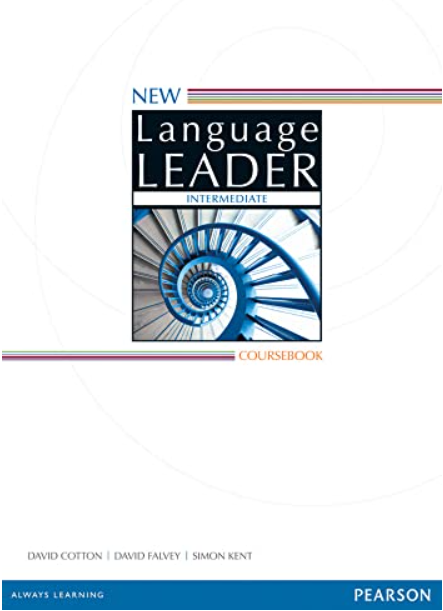 NEW
Language
LEADER
INTERMEDIATE
COURSEBOOK
DAVID COTTON | DAVID FALVEY | SIMON KENT
ALWAYS LEARNING PEARSON